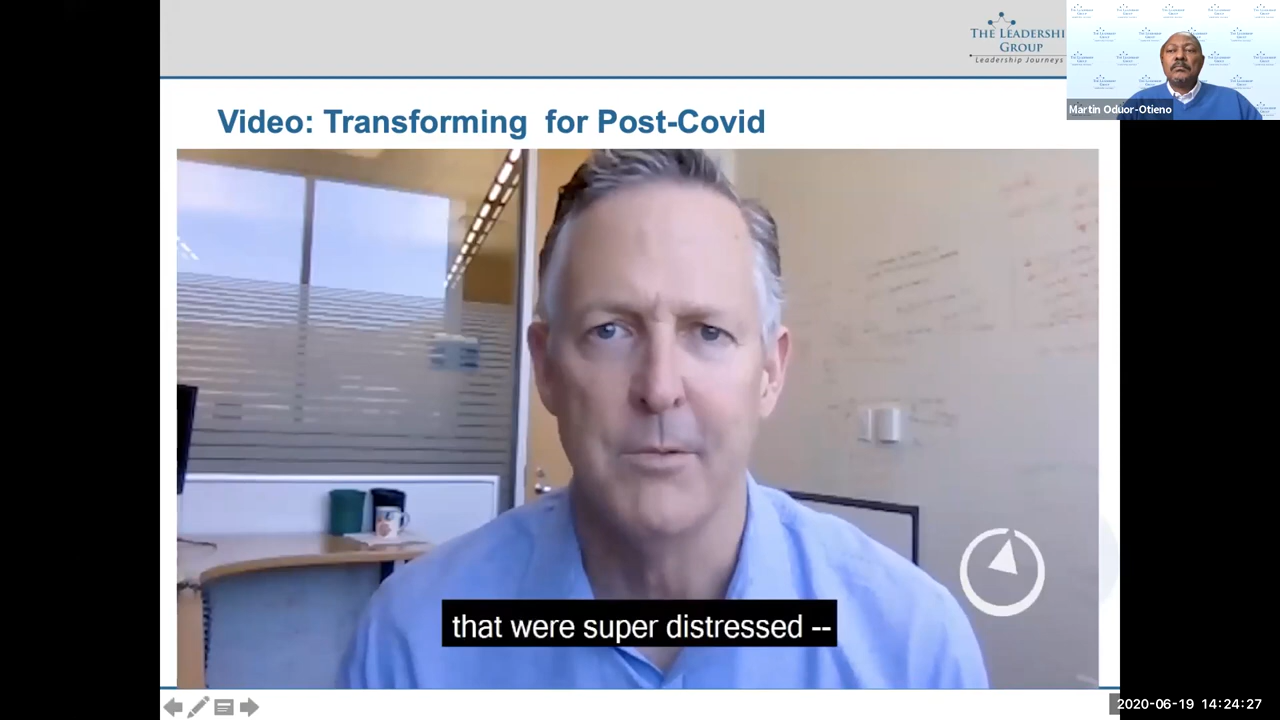 THE LEADERSHI
GROUP
Leadership Journeys
Martin Oduor-Otieno
Video: Transforming for Post-Covid
that were super distressed --
2020-06-19 14:24:27